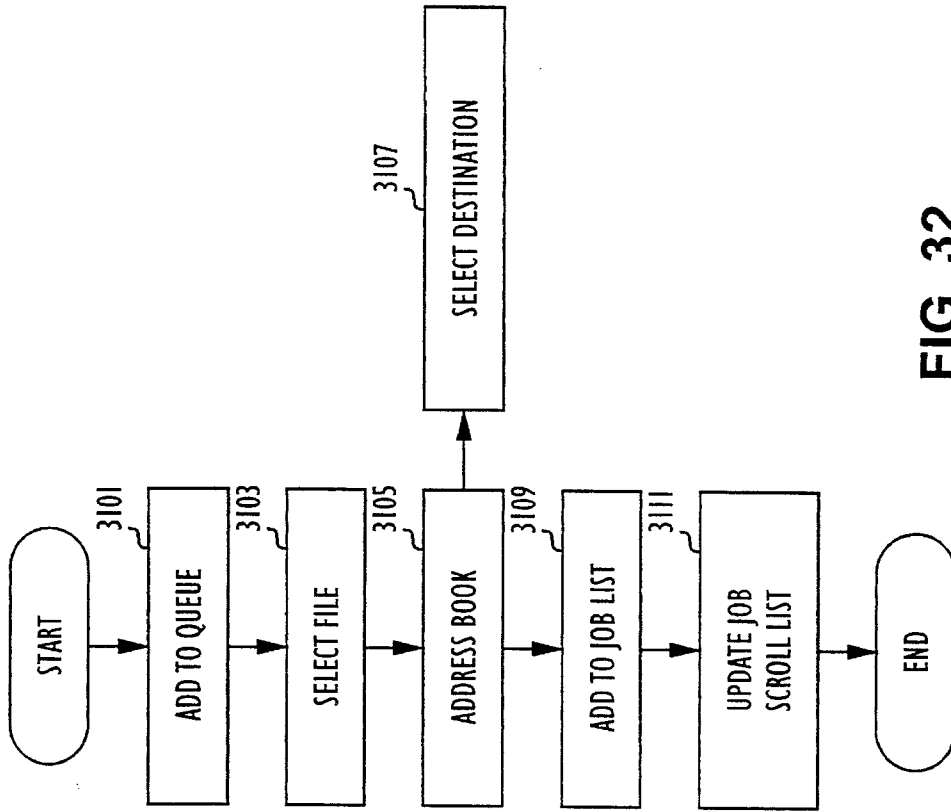 START
3101
ADD TO QUEUE
3103
SELECT FILE
3105
ADDRESS BOOK
3107
SELECT DESTINATION
3109
ADD TO JOB LIST
3111
UPDATE JOB
SCROLL LIST
END
FIG. 32